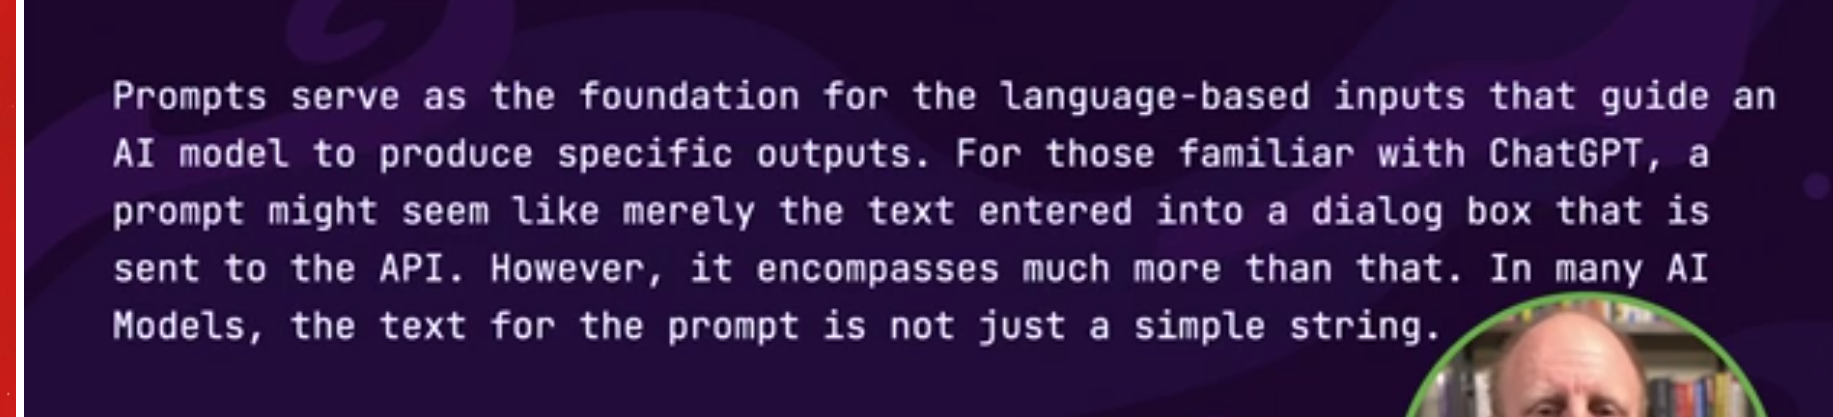 Prompts serve as the foundation for the language-based inputs that guide an
AI model to produce specific outputs. For those familiar with ChatGPT, a
prompt might seem like merely the text entered into a dialog box that is
sent to the API. However, it encompasses much more than that. In many AI
Models, the text for the prompt is not just a simple string.